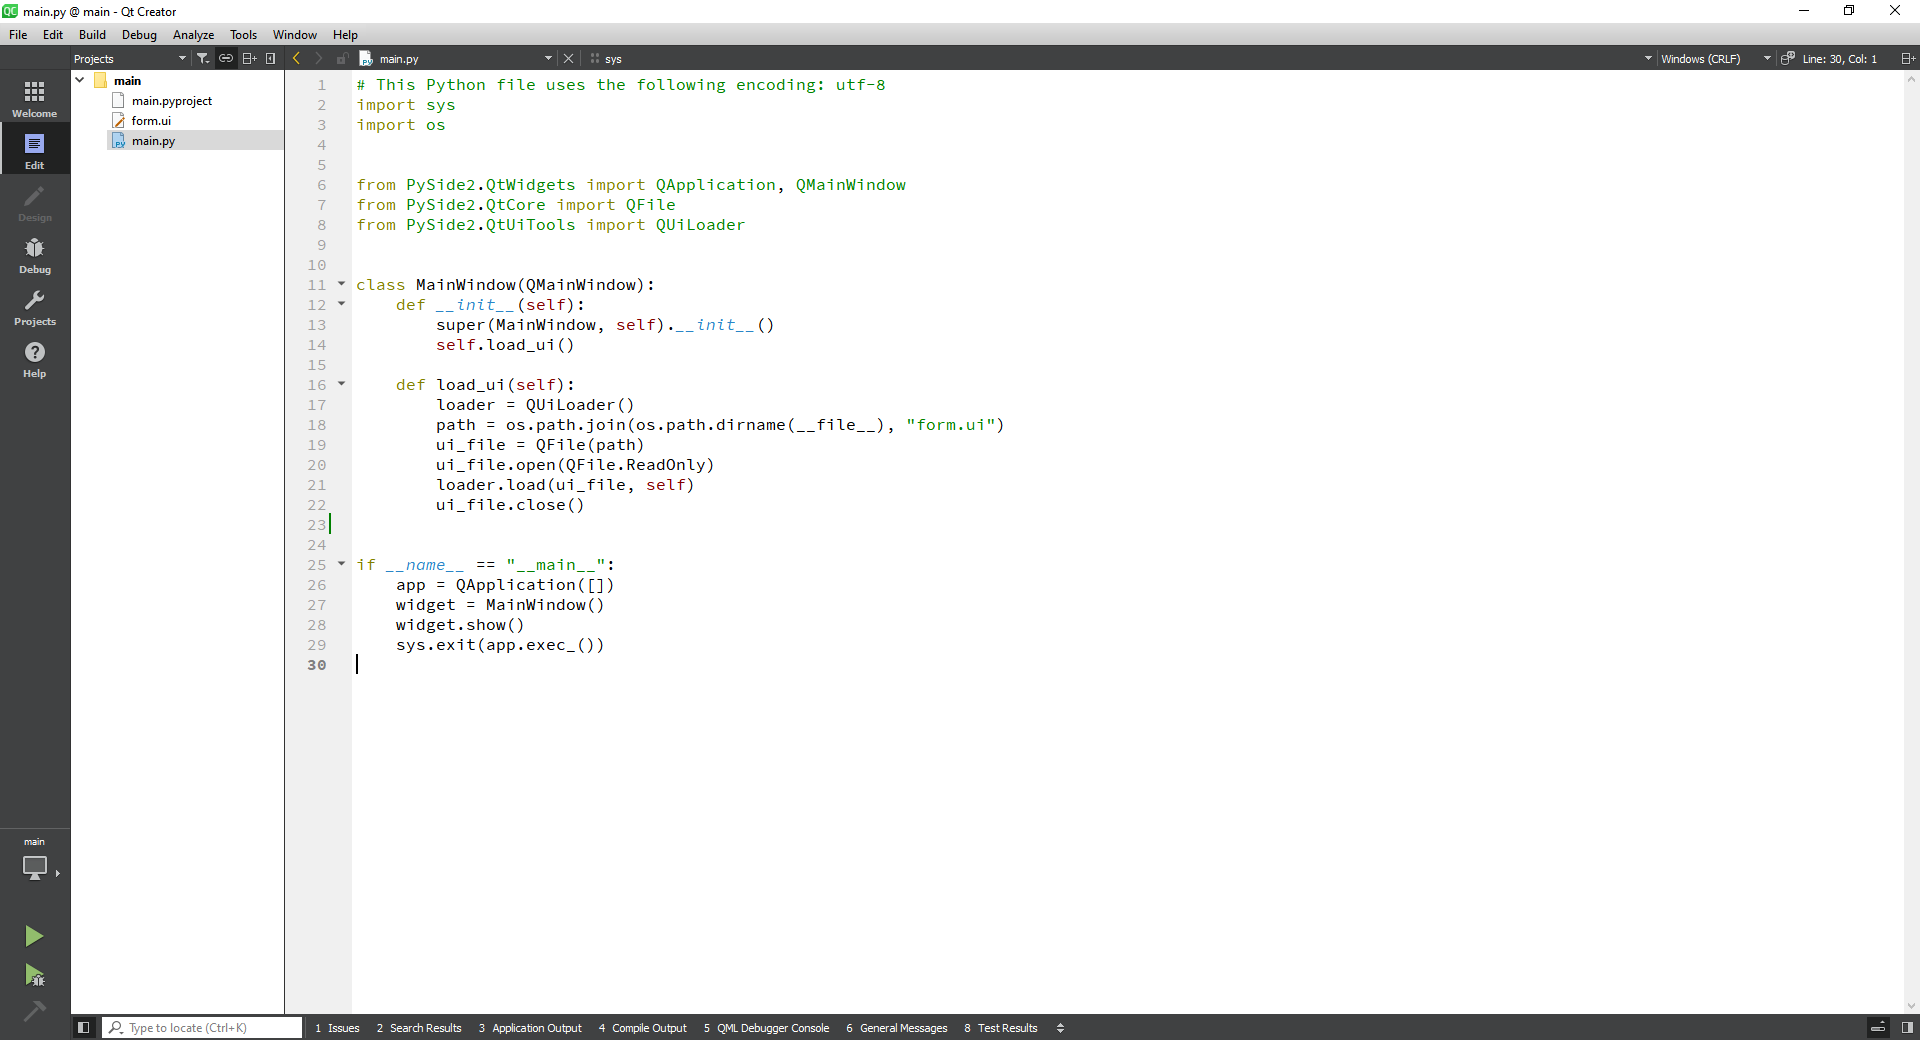 main.py @ main - Qt Creator
File Edit Build Debug Analyze Tools Window Help
Projects main.py sys Windows (CRLF) Line: 30, Col: 1
main
main.pyproject
form.ui
main.py
Welcome
Edit
Design
Debug
Projects
Help
main
1 # This Python file uses the following encoding: utf-8
2 import sys
3 import os
4
5
6 from PySide2.QtWidgets import QApplication, QMainWindow
7 from PySide2.QtCore import QFile
8 from PySide2.QtUiTools import QUiLoader
9
10
11 class MainWindow(QMainWindow):
12     def __init__(self):
13         super(MainWindow, self).__init__()
14         self.load_ui()
15
16     def load_ui(self):
17         loader = QUiLoader()
18         path = os.path.join(os.path.dirname(__file__), "form.ui")
19         ui_file = QFile(path)
20         ui_file.open(QFile.ReadOnly)
21         loader.load(ui_file, self)
22         ui_file.close()
23
24
25 if __name__ == "__main__":
26     app = QApplication([])
27     widget = MainWindow()
28     widget.show()
29     sys.exit(app.exec_())
30
Type to locate (Ctrl+K) 1 Issues 2 Search Results 3 Application Output 4 Compile Output 5 QML Debugger Console 6 General Messages 8 Test Results